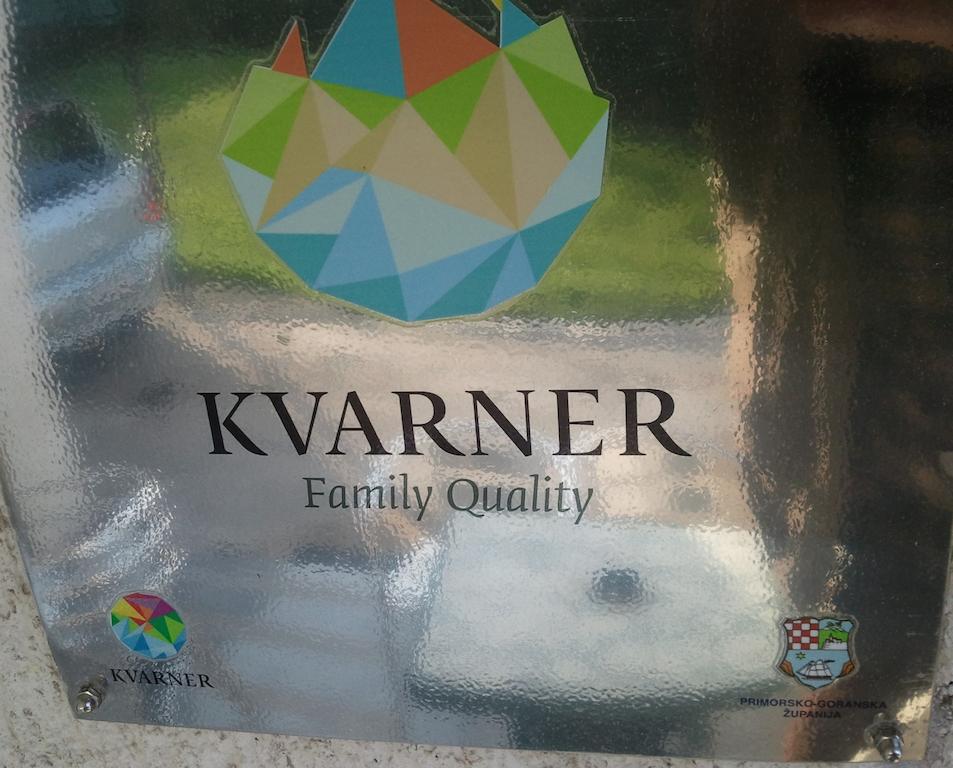 KVARNER
Family Quality
KVARNER
PRIMORSKO-GORANSKA
ŽUPANIJA